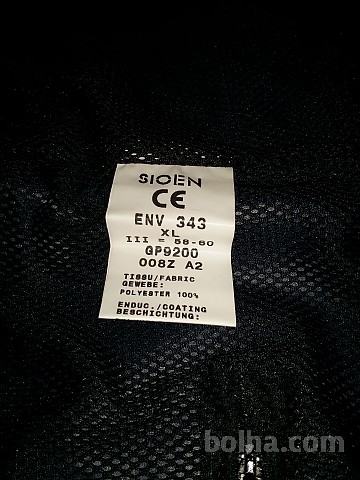 SIOEN
CE
ENV 343
XL
III = 58-60
GP9200
008Z A2
TISSU/FABRIC
GEWEBE:
POLYESTER 100%
ENDUC./COATING
BESCHICHTUNG:
bolha.com